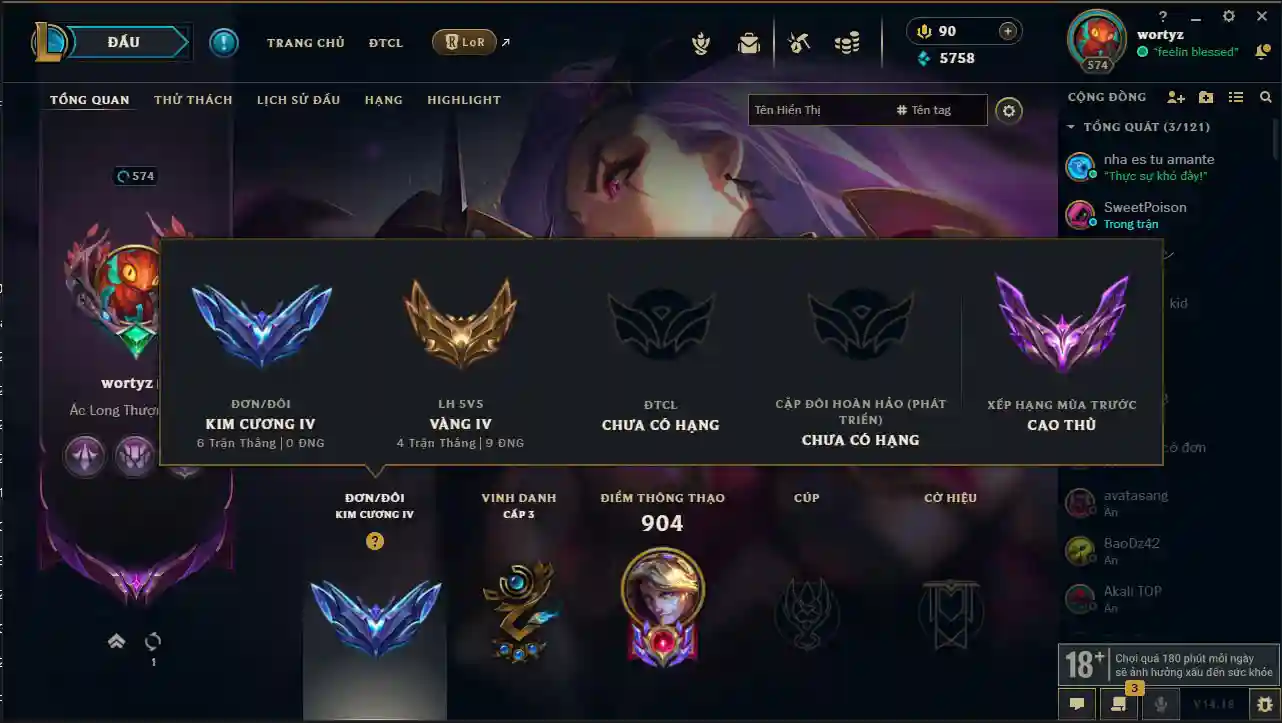 ĐẤU
TRANG CHỦ
ĐTCL
LoR
90
5758
?
wortyz
"feelin blessed"
574
TỔNG QUAN
THỬ THÁCH
LỊCH SỬ ĐẤU
HẠNG
HIGHLIGHT
Tên Hiển Thị
# Tên tag
CỘNG ĐỒNG
TỔNG QUÁT (3/121)
nha es tu amante
"Thực sự khó đây!"
SweetPoison
Trong trận
kid
cô đơn
avatasang
Ẩn
BaoDz42
Ẩn
Akali TOP
Ẩn
574
wortyz
Ác Long Thượn
ĐƠN/ĐÔI
KIM CƯƠNG IV
6 Trận Thắng | 0 ĐNG
LH 5V5
VÀNG IV
4 Trận Thắng | 9 ĐNG
ĐTCL
CHƯA CÓ HẠNG
CẶP ĐÔI HOÀN HẢO (PHÁT
TRIỂN)
CHƯA CÓ HẠNG
XẾP HẠNG MÙA TRƯỚC
CAO THỦ
ĐƠN/ĐÔI
KIM CƯƠNG IV
?
VINH DANH
CẤP 3
ĐIỂM THÔNG THẠO
904
CÚP
CỜ HIỆU
1
18+
Chơi quá 180 phút mỗi ngày
sẽ ảnh hưởng xấu đến sức khỏe
3
V14.18